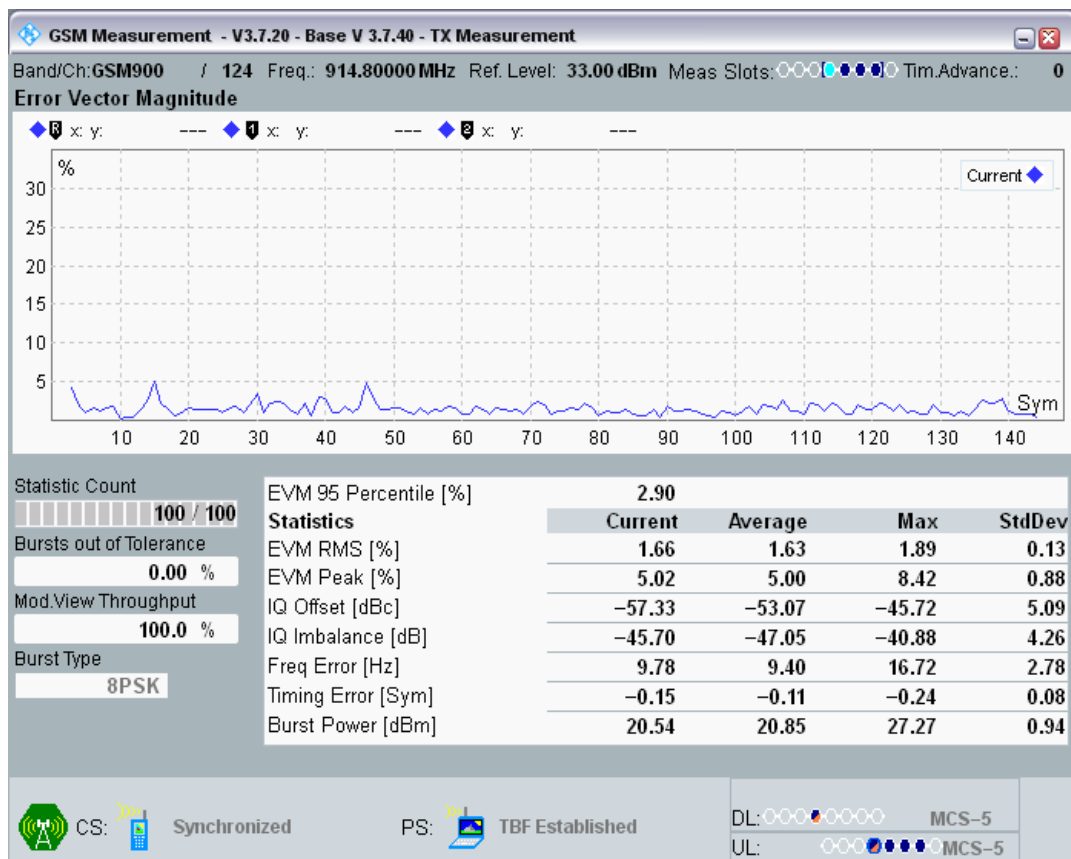 GSM Measurement - V3.7.20 - Base V 3.7.40 - TX Measurement
Band/Ch:GSM900 / 124 Freq.: 914.80000 MHz Ref. Level: 33.00 dBm Meas Slots: Tim.Advance.: 0
Error Vector Magnitude
R x: y: --- 1 x: y: --- 2 x: y: ---
%
Current
30
25
20
15
10
5
Sym
10 20 30 40 50 60 70 80 90 100 110 120 130 140
Statistic Count
100 / 100
Bursts out of Tolerance
0.00 %
Mod.View Throughput
100.0 %
Burst Type
8PSK
EVM 95 Percentile [%] 2.90
Statistics Current Average Max StdDev
EVM RMS [%] 1.66 1.63 1.89 0.13
EVM Peak [%] 5.02 5.00 8.42 0.88
IQ Offset [dBc] −57.33 −53.07 −45.72 5.09
IQ Imbalance [dB] −45.70 −47.05 −40.88 4.26
Freq Error [Hz] 9.78 9.40 16.72 2.78
Timing Error [Sym] −0.15 −0.11 −0.24 0.08
Burst Power [dBm] 20.54 20.85 27.27 0.94
CS: Synchronized PS: TBF Established
DL: MCS−5
UL: MCS−5